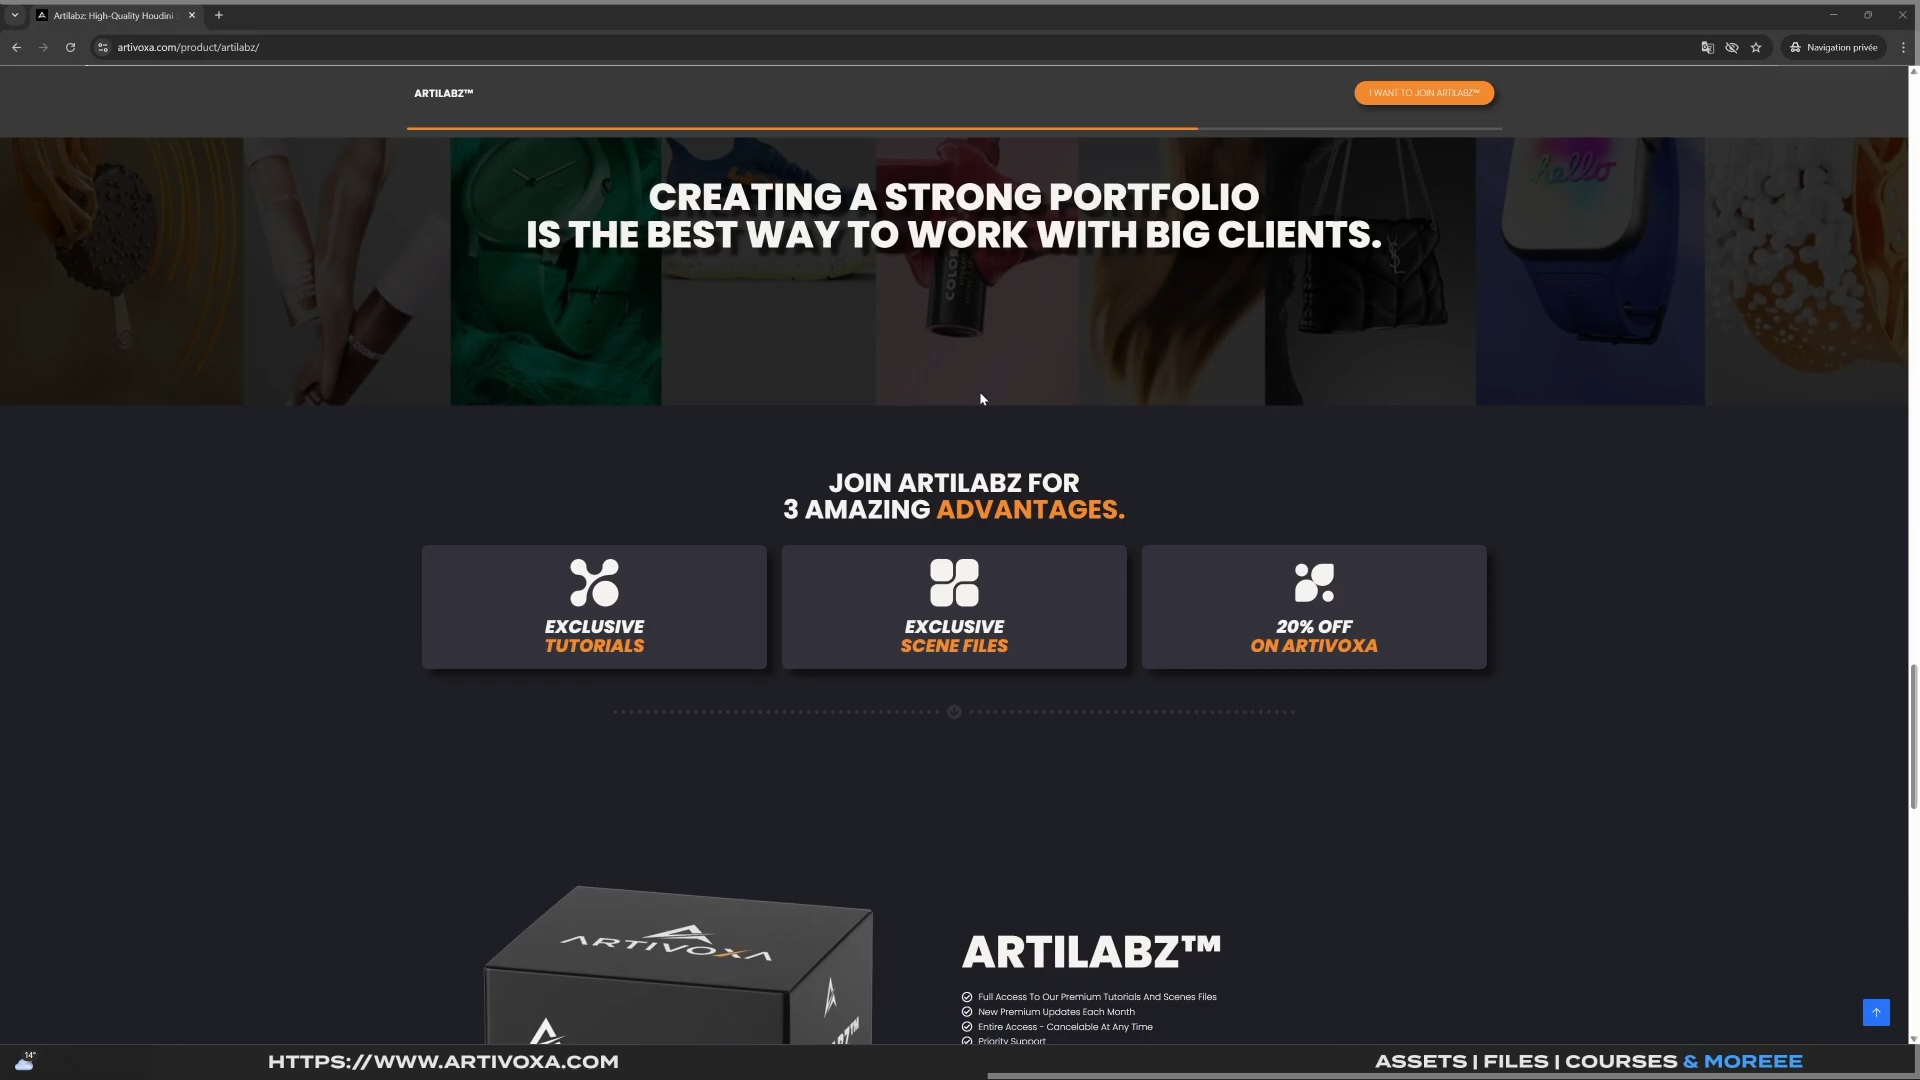 Artilabz: High-Quality Houdini
artivoxa.com/product/artilabz/
Navigation privée
ARTILABZ™
I WANT TO JOIN ARTILABZ™
hello
CREATING A STRONG PORTFOLIO
IS THE BEST WAY TO WORK WITH BIG CLIENTS.
COLOR
JOIN ARTILABZ FOR
3 AMAZING ADVANTAGES.
EXCLUSIVE
TUTORIALS
EXCLUSIVE
SCENE FILES
20% OFF
ON ARTIVOXA
ARTIVOXA
ARTILABZ™
Full Access To Our Premium Tutorials And Scenes Files
New Premium Updates Each Month
Entire Access - Cancelable At Any Time
Priority Support
14°
HTTPS://WWW.ARTIVOXA.COM
ASSETS | FILES | COURSES & MOREEE